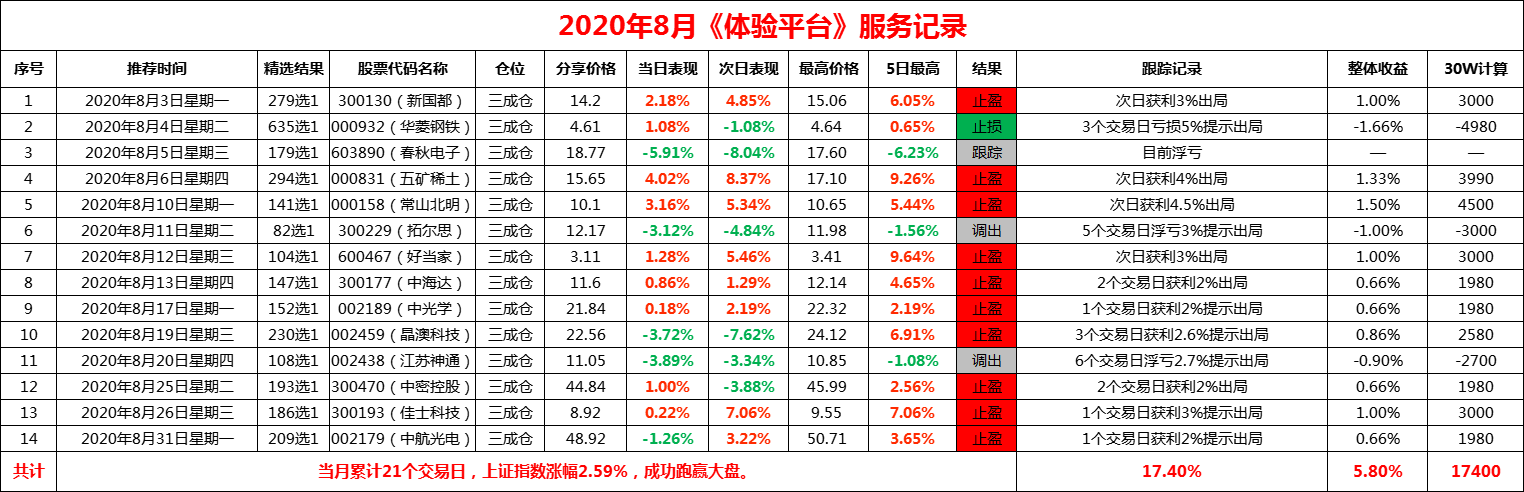 2020年8月《体验平台》服务记录
序号 推荐时间 精选结果 股票代码名称 仓位 分享价格 当日表现 次日表现 最高价格 5日最高 结果 跟踪记录 整体收益 30W计算
1 2020年8月3日星期一 279选1 300130（新国都） 三成仓 14.2 2.18% 4.85% 15.06 6.05% 止盈 次日获利3%出局 1.00% 3000
2 2020年8月4日星期二 635选1 000932（华菱钢铁） 三成仓 4.61 1.08% -1.08% 4.64 0.65% 止损 3个交易日亏损5%提示出局 -1.66% -4980
3 2020年8月5日星期三 179选1 603890（春秋电子） 三成仓 18.77 -5.91% -8.04% 17.60 -6.23% 跟踪 目前浮亏 — —
4 2020年8月6日星期四 294选1 000831（五矿稀土） 三成仓 15.65 4.02% 8.37% 17.10 9.26% 止盈 次日获利4%出局 1.33% 3990
5 2020年8月10日星期一 141选1 000158（常山北明） 三成仓 10.1 3.16% 5.34% 10.65 5.44% 止盈 次日获利4.5%出局 1.50% 4500
6 2020年8月11日星期二 82选1 300229（拓尔思） 三成仓 12.17 -3.12% -4.84% 11.98 -1.56% 调出 5个交易日浮亏3%提示出局 -1.00% -3000
7 2020年8月12日星期三 104选1 600467（好当家） 三成仓 3.11 1.28% 5.46% 3.41 9.64% 止盈 次日获利3%出局 1.00% 3000
8 2020年8月13日星期四 147选1 300177（中海达） 三成仓 11.6 0.86% 1.29% 12.14 4.65% 止盈 2个交易日获利2%出局 0.66% 1980
9 2020年8月17日星期一 152选1 002189（中光学） 三成仓 21.84 0.18% 2.19% 22.32 2.19% 止盈 1个交易日获利2%提示出局 0.66% 1980
10 2020年8月19日星期三 230选1 002459（晶澳科技） 三成仓 22.56 -3.72% -7.62% 24.12 6.91% 止盈 3个交易日获利2.6%提示出局 0.86% 2580
11 2020年8月20日星期四 108选1 002438（江苏神通） 三成仓 11.05 -3.89% -3.34% 10.85 -1.08% 调出 6个交易日浮亏2.7%提示出局 -0.90% -2700
12 2020年8月25日星期二 193选1 300470（中密控股） 三成仓 44.84 1.00% -3.88% 45.99 2.56% 止盈 2个交易日获利2%出局 0.66% 1980
13 2020年8月26日星期三 186选1 300193（佳士科技） 三成仓 8.92 0.22% 7.06% 9.55 7.06% 止盈 1个交易日获利3%提示出局 1.00% 3000
14 2020年8月31日星期一 209选1 002179（中航光电） 三成仓 48.92 -1.26% 3.22% 50.71 3.65% 止盈 1个交易日获利2%提示出局 0.66% 1980
共计 当月累计21个交易日，上证指数涨幅2.59%，成功跑赢大盘。 17.40% 5.80% 17400